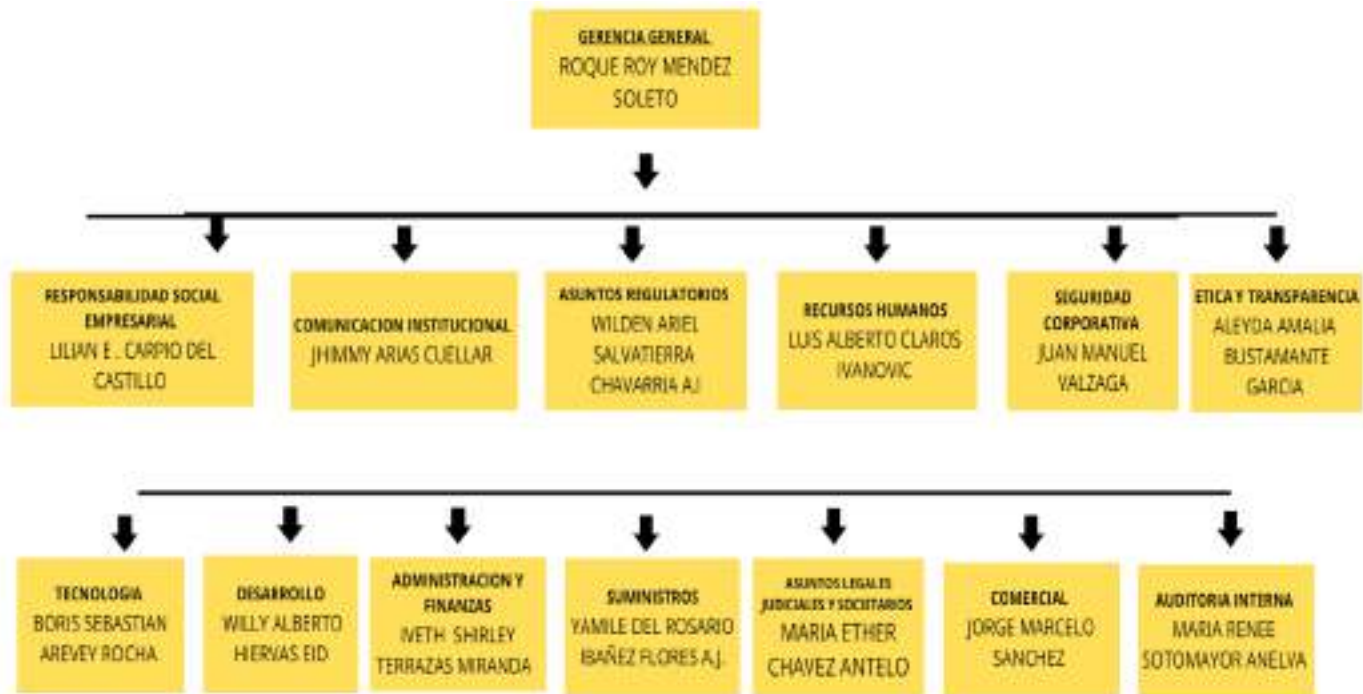 GERENCIA GENERAL
ROQUE ROY MENDEZ
SOLETO
RESPONSABILIDAD SOCIAL
EMPRESARIAL
LILIAN E . CARPIO DEL
CASTILLO
COMUNICACION INSTITUCIONAL
JHIMMY ARIAS CUELLAR
ASUNTOS REGULATORIOS
WILDEN ARIEL
SALVATIERRA
CHAVARRIA A.J
RECURSOS HUMANOS
LUIS ALBERTO CLAROS
IVANOVIC
SEGURIDAD
CORPORATIVA
JUAN MANUEL
VALZAGA
ETICA Y TRANSPARENCIA
ALEYDA AMALIA
BUSTAMANTE
GARCIA
TECNOLOGIA
BORIS SEBASTIAN
AREVEY ROCHA
DESARROLLO
WILLY ALBERTO
HIERVAS EID
ADMINISTRACION Y
FINANZAS
IVETH SHIRLEY
TERRAZAS MIRANDA
SUMINISTROS
YAMILE DEL ROSARIO
IBAÑEZ FLORES A.J.
ASUNTOS LEGALES
JUDICIALES Y SOCIETARIOS
MARIA ETHER
CHAVEZ ANTELO
COMERCIAL
JORGE MARCELO
SANCHEZ
AUDITORIA INTERNA
MARIA RENEE
SOTOMAYOR ANELVA